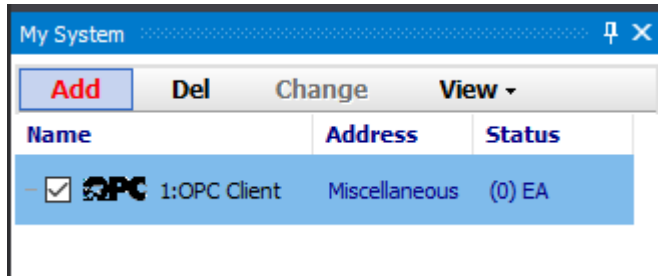 My System
Add Del Change View
Name Address Status
OPC 1:OPC Client Miscellaneous (0) EA